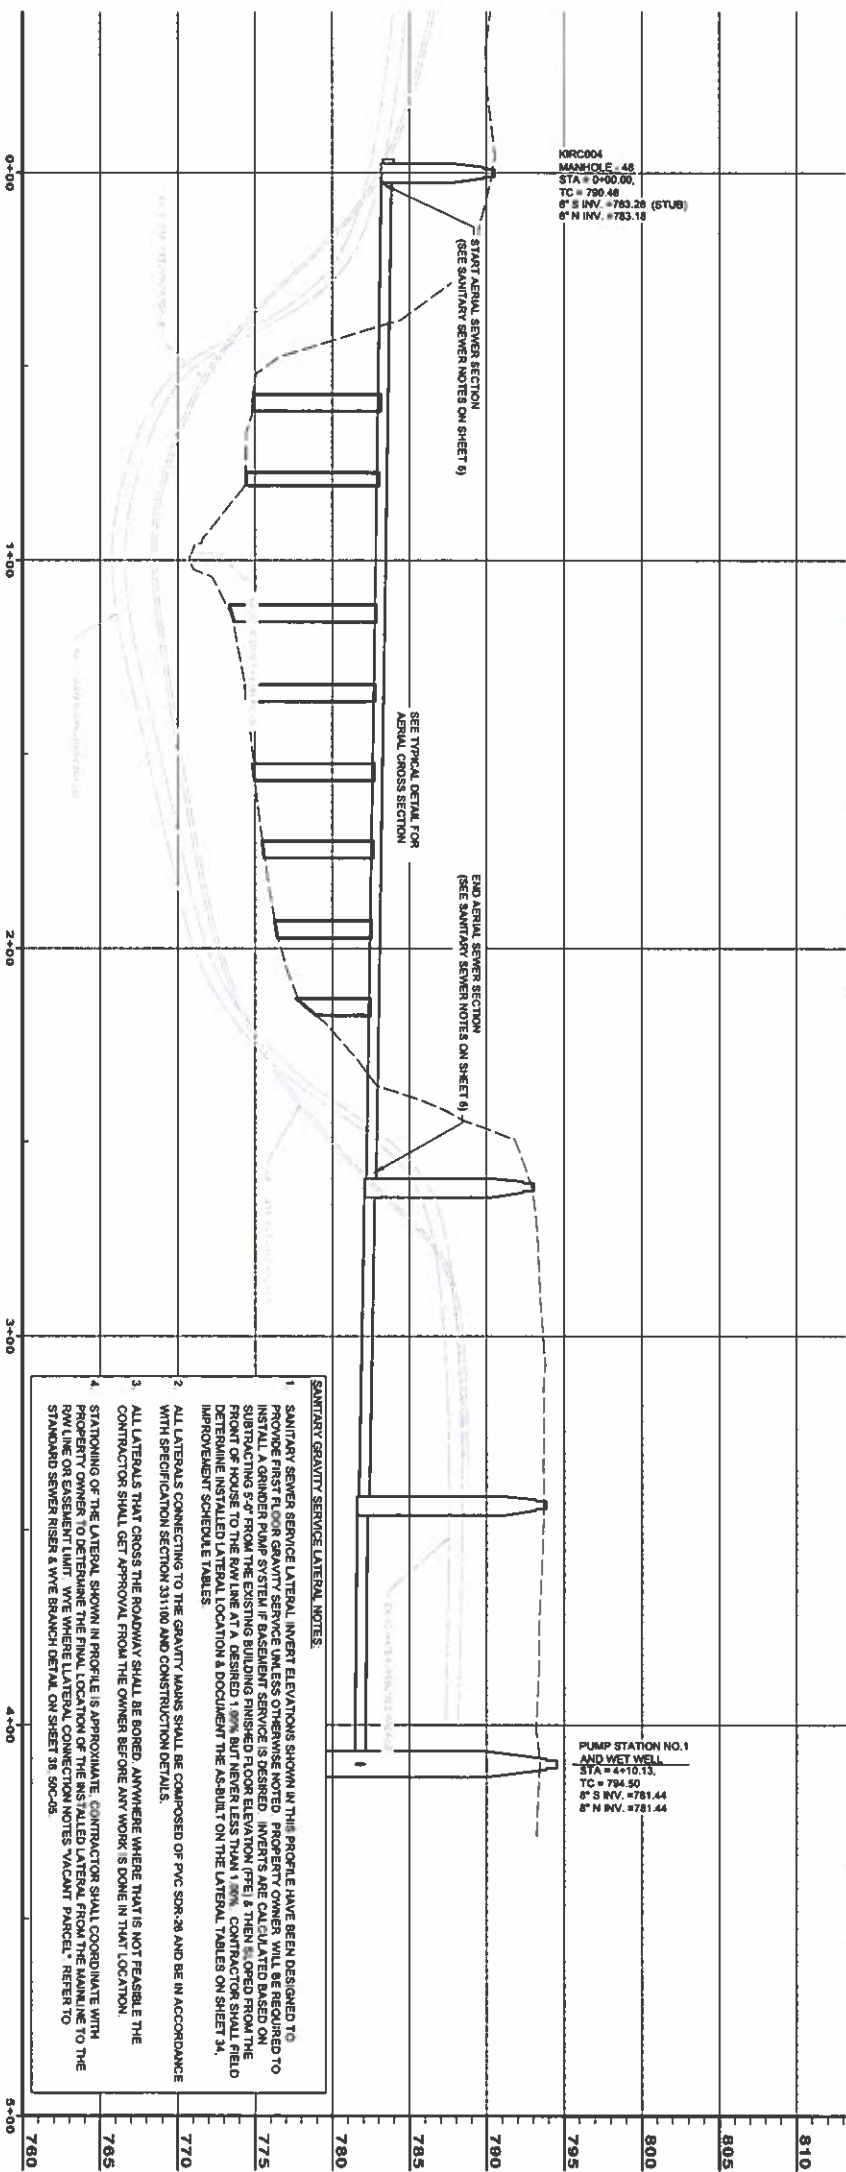 KIRC004
MANHOLE - 48
STA = 0+00.00,
TC = 790.48
8" S INV. =783.28 (STUB)
8" N INV. =783.18
START AERIAL SEWER SECTION
(SEE SANITARY SEWER NOTES ON SHEET 6)
SEE TYPICAL DETAIL FOR
AERIAL CROSS SECTION
END AERIAL SEWER SECTION
(SEE SANITARY SEWER NOTES ON SHEET 6)
PUMP STATION NO.1
AND WET WELL
STA = 4+10.13,
TC = 794.50
8" S INV. =781.44
8" N INV. =781.44
SANITARY GRAVITY SERVICE LATERAL NOTES:
1. SANITARY SEWER SERVICE LATERAL INVERT ELEVATIONS SHOWN IN THIS PROFILE HAVE BEEN DESIGNED TO
PROVIDE FIRST FLOOR GRAVITY SERVICE UNLESS OTHERWISE NOTED. PROPERTY OWNER WILL BE REQUIRED TO
INSTALL A GRINDER PUMP SYSTEM IF BASEMENT SERVICE IS DESIRED. INVERTS ARE CALCULATED BASED ON
SUBTRACTING 5'-0" FROM THE EXISTING BUILDING FINISHED FLOOR ELEVATION (FFE) & THEN SLOPED FROM THE
FRONT OF HOUSE TO THE R/W LINE AT A DESIRED 1.00% BUT NEVER LESS THAN 1.00%. CONTRACTOR SHALL FIELD
DETERMINE INSTALLED LATERAL LOCATION & DOCUMENT THE AS-BUILT ON THE LATERAL TABLES ON SHEET 34,
IMPROVEMENT SCHEDULE TABLES.
2. ALL LATERALS CONNECTING TO THE GRAVITY MAINS SHALL BE COMPOSED OF PVC SDR-26 AND BE IN ACCORDANCE
WITH SPECIFICATION SECTION 331100 AND CONSTRUCTION DETAILS.
3. ALL LATERALS THAT CROSS THE ROADWAY SHALL BE BORED. ANYWHERE WHERE THAT IS NOT FEASIBLE THE
CONTRACTOR SHALL GET APPROVAL FROM THE OWNER BEFORE ANY WORK IS DONE IN THAT LOCATION.
4. STATIONING OF THE LATERAL SHOWN IN PROFILE IS APPROXIMATE. CONTRACTOR SHALL COORDINATE WITH
PROPERTY OWNER TO DETERMINE THE FINAL LOCATION OF THE INSTALLED LATERAL FROM THE MAINLINE TO THE
R/W LINE OR EASEMENT LIMIT. WYE WHERE LLATERAL CONNECTION NOTES "VACANT PARCEL" REFER TO
STANDARD SEWER RISER & WYE BRANCH DETAIL ON SHEET 38, 50C-05.
810
805
800
795
790
785
780
775
770
765
760
0+00
1+00
2+00
3+00
4+00
5+00